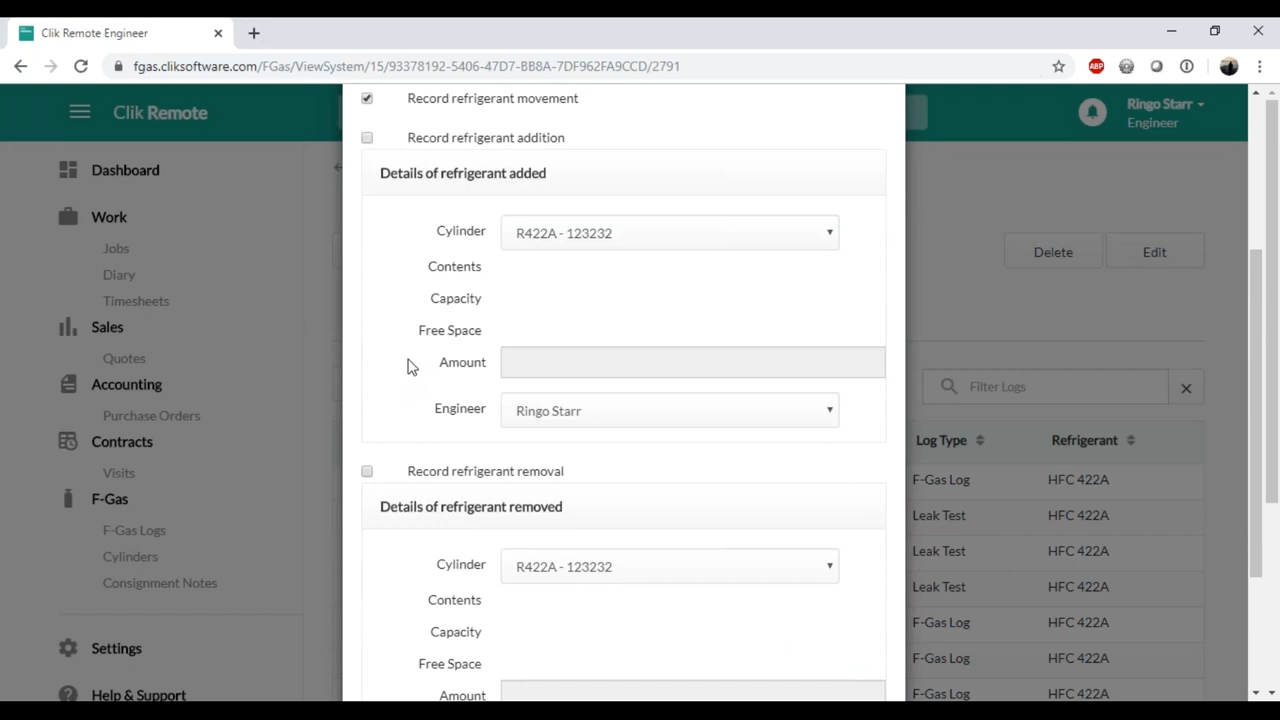 Clik Remote Engineer
fgas.cliksoftware.com/FGas/ViewSystem/15/93378192-5406-47D7-BB8A-7DF962FA9CCD/2791
ABP
Clik Remote
Ringo Starr
Engineer
Dashboard
Work
Jobs
Diary
Timesheets
Sales
Quotes
Accounting
Purchase Orders
Contracts
Visits
F-Gas
F-Gas Logs
Cylinders
Consignment Notes
Settings
Help & Support
Record refrigerant movement
Record refrigerant addition
Details of refrigerant added
Cylinder R422A - 123232
Contents
Capacity
Free Space
Amount
Engineer Ringo Starr
Record refrigerant removal
Details of refrigerant removed
Cylinder R422A - 123232
Contents
Capacity
Free Space
Amount
Delete Edit
Filter Logs
Log Type Refrigerant
F-Gas Log HFC 422A
Leak Test HFC 422A
Leak Test HFC 422A
Leak Test HFC 422A
F-Gas Log HFC 422A
F-Gas Log HFC 422A
F-Gas Log HFC 422A